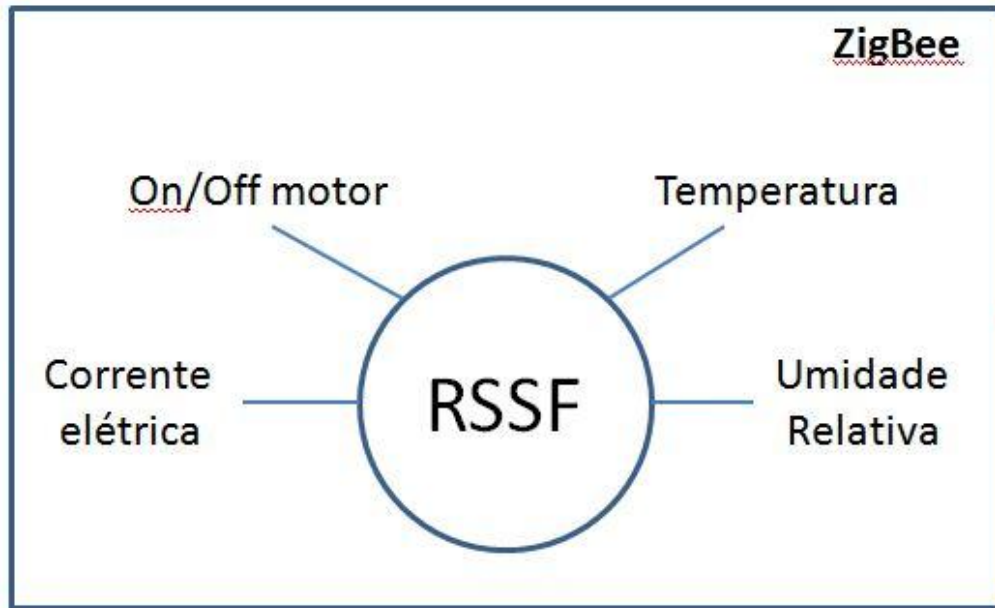 ZigBee
On/Off motor
Temperatura
Corrente
elétrica
RSSF
Umidade
Relativa